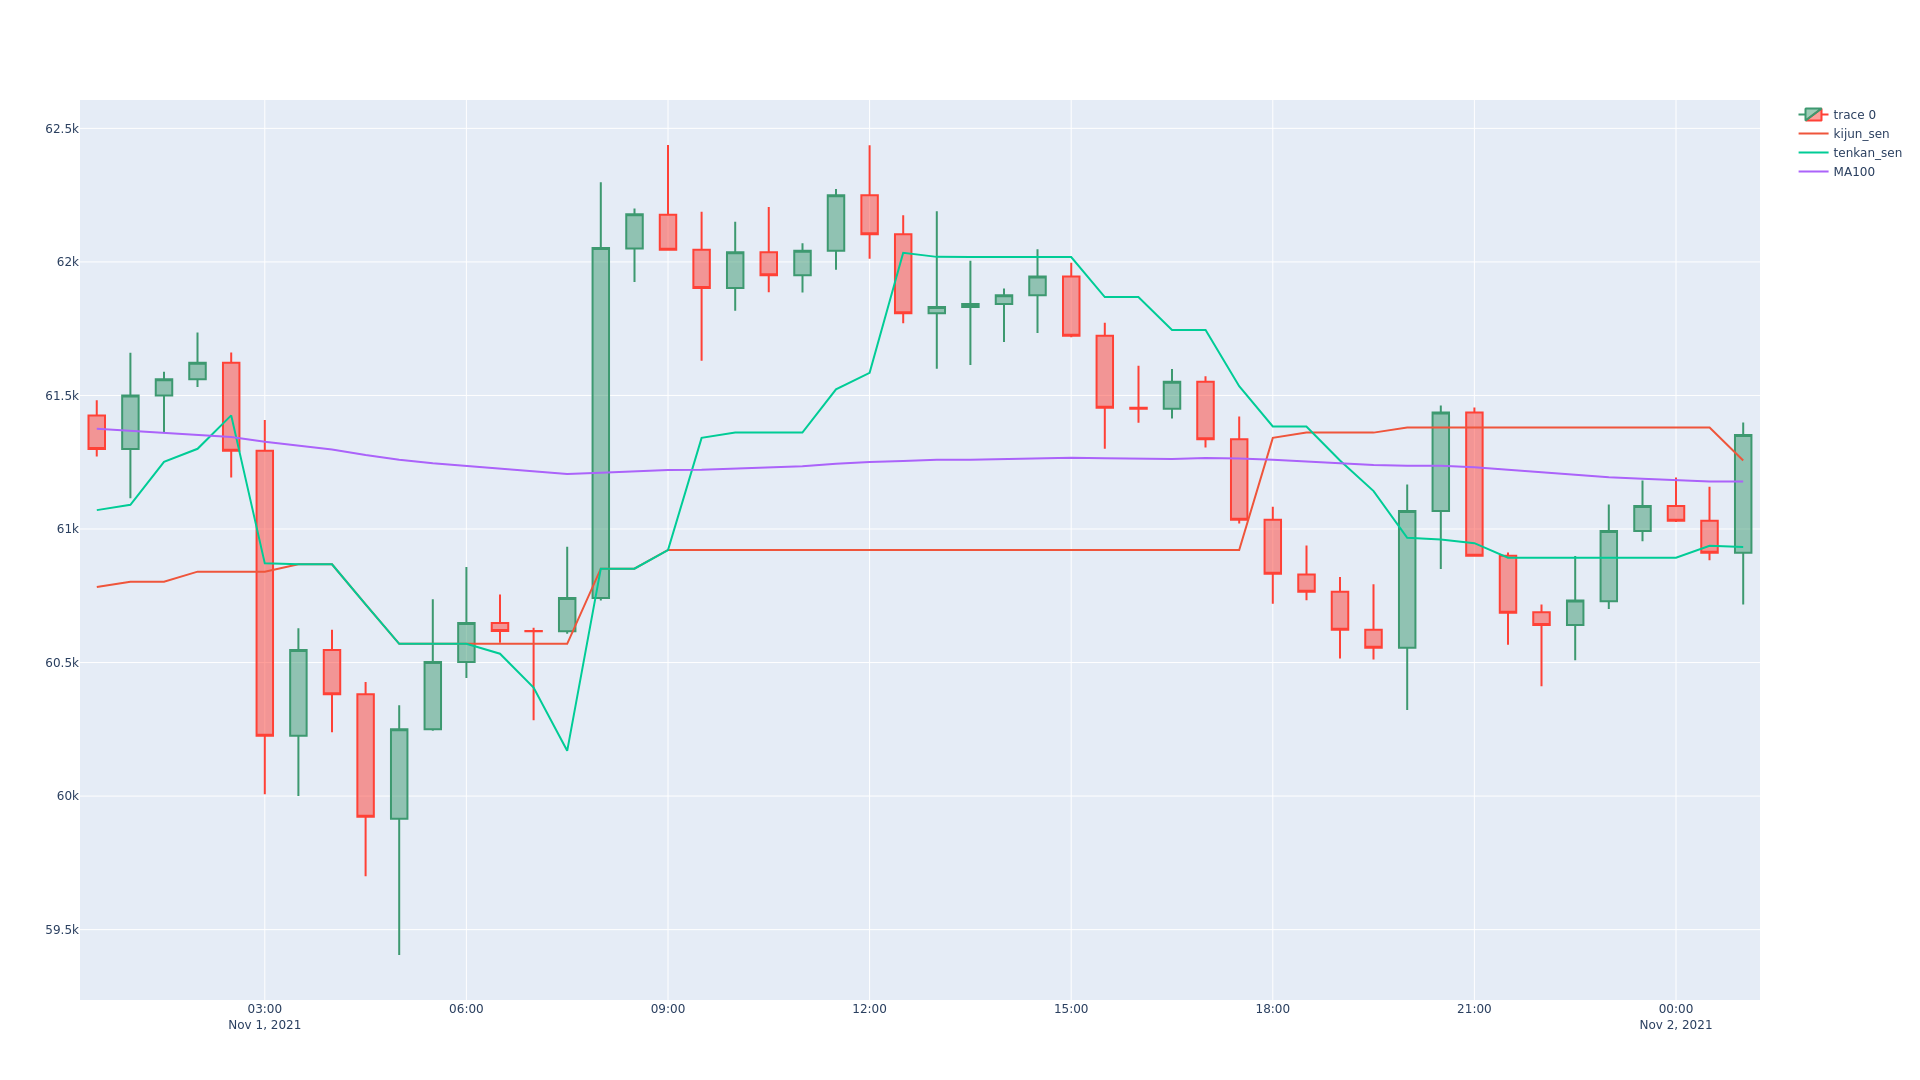 62.5k
62k
61.5k
61k
60.5k
60k
59.5k
03:00
Nov 1, 2021
06:00
09:00
12:00
15:00
18:00
21:00
00:00
Nov 2, 2021
trace 0
kijun_sen
tenkan_sen
MA100